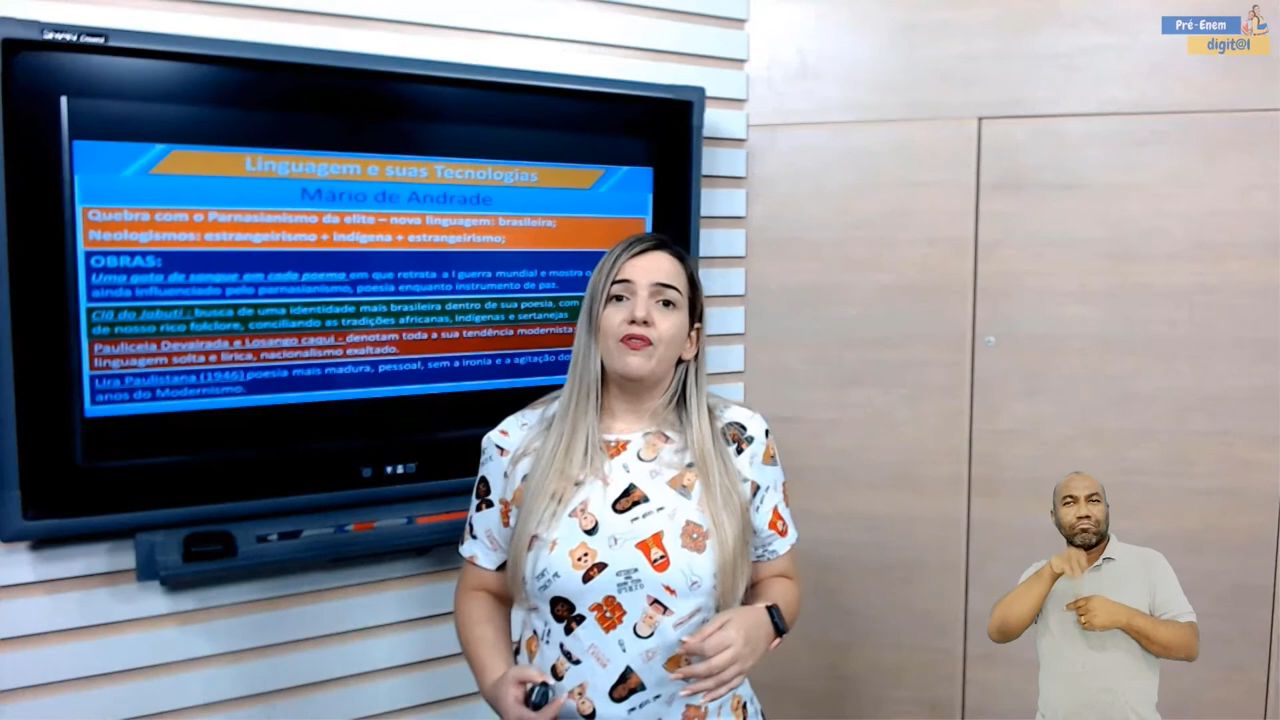 Pré-Enem
digit@l
Linguagem e suas Tecnologias
Mário de Andrade
Quebra com o Parnasianismo da elite – nova linguagem: brasileira;
Neologismos: estrangeirismo + indígena + estrangeirismo;
OBRAS:
Uma gota de sangue em cada poema em que retrata a I guerra mundial e mostra o
ainda influenciado pelo parnasianismo, poesia enquanto instrumento de paz.
Clã do Jabuti : busca de uma identidade mais brasileira dentro de sua poesia, com
de nosso rico folclore, conciliando as tradições africanas, indígenas e sertanejas
Pauliceia Desvairada e Losango caqui - denotam toda a sua tendência modernista:
linguagem solta e lírica, nacionalismo exaltado.
Lira Paulistana (1946) poesia mais madura, pessoal, sem a ironia e a agitação do
anos do Modernismo.